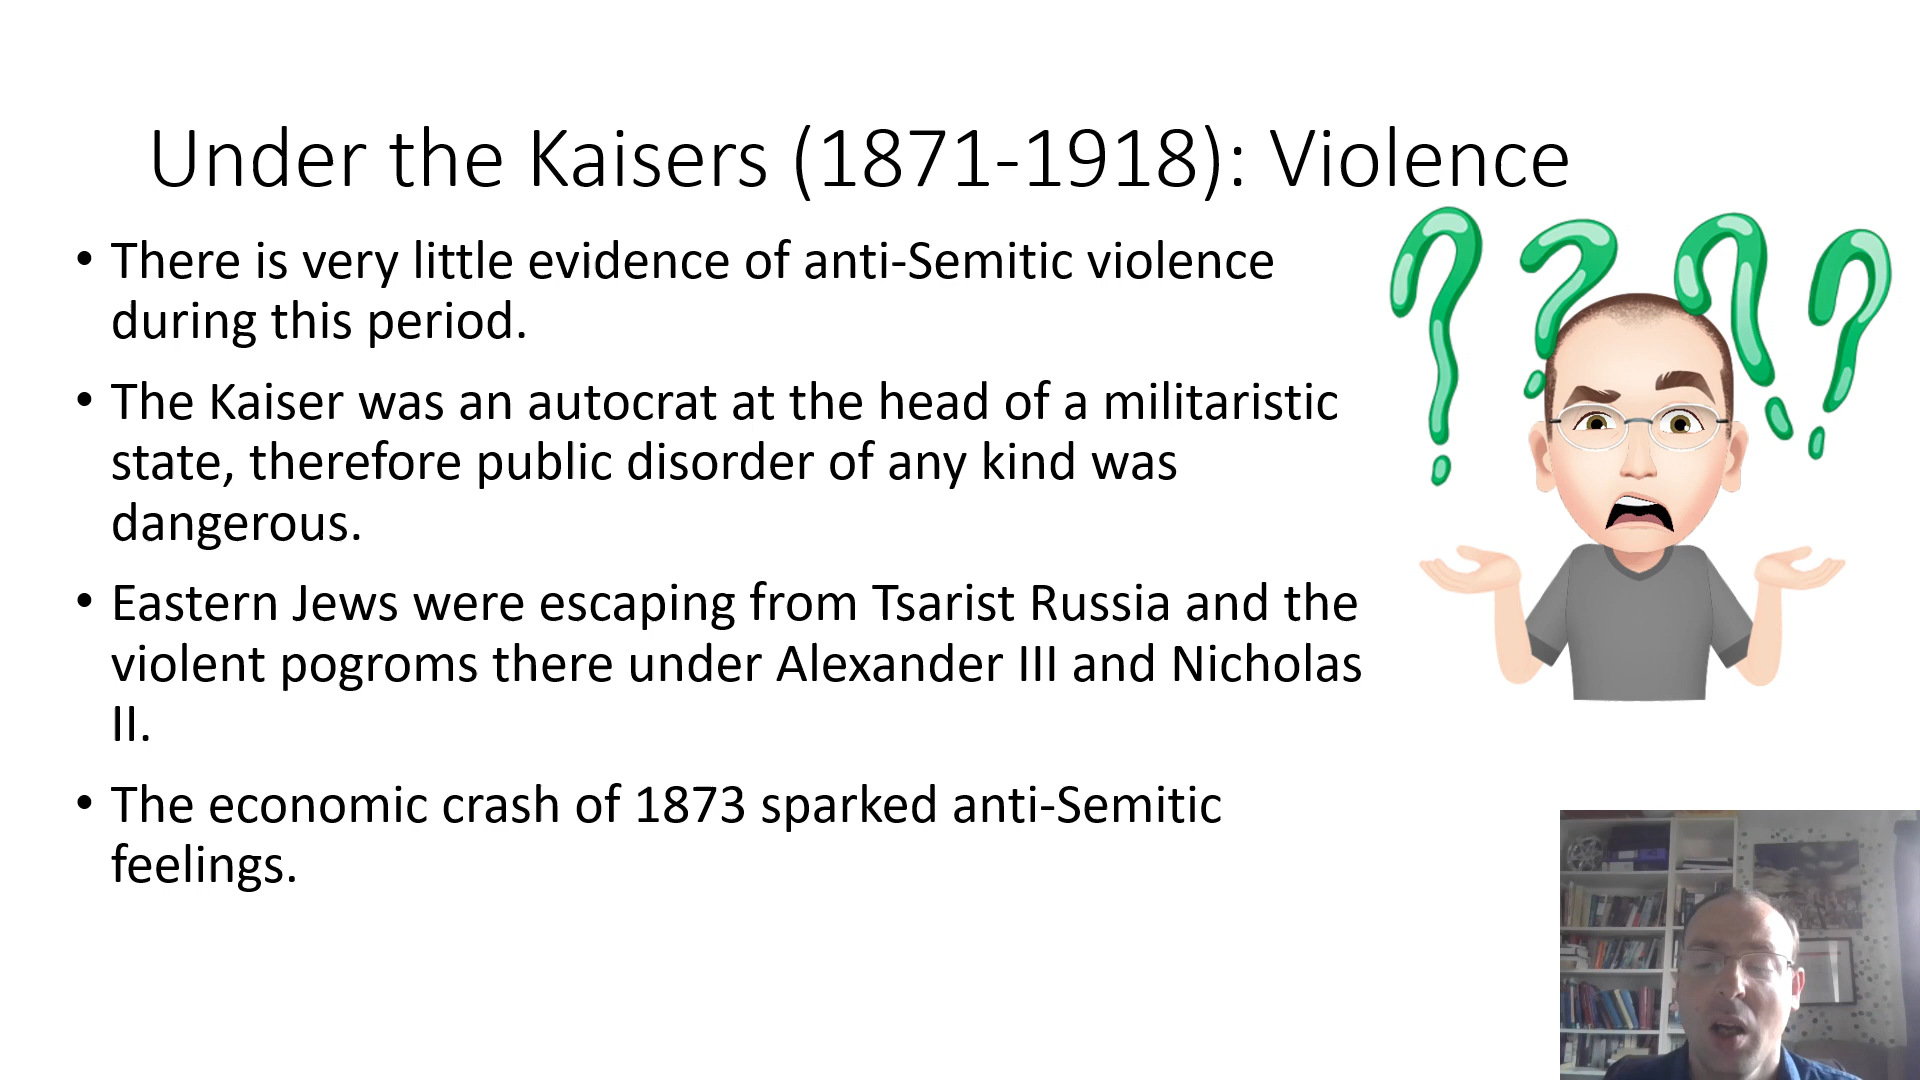 Under the Kaisers (1871-1918): Violence
• There is very little evidence of anti-Semitic violence
during this period.
• The Kaiser was an autocrat at the head of a militaristic
state, therefore public disorder of any kind was
dangerous.
• Eastern Jews were escaping from Tsarist Russia and the
violent pogroms there under Alexander III and Nicholas
II.
• The economic crash of 1873 sparked anti-Semitic
feelings.